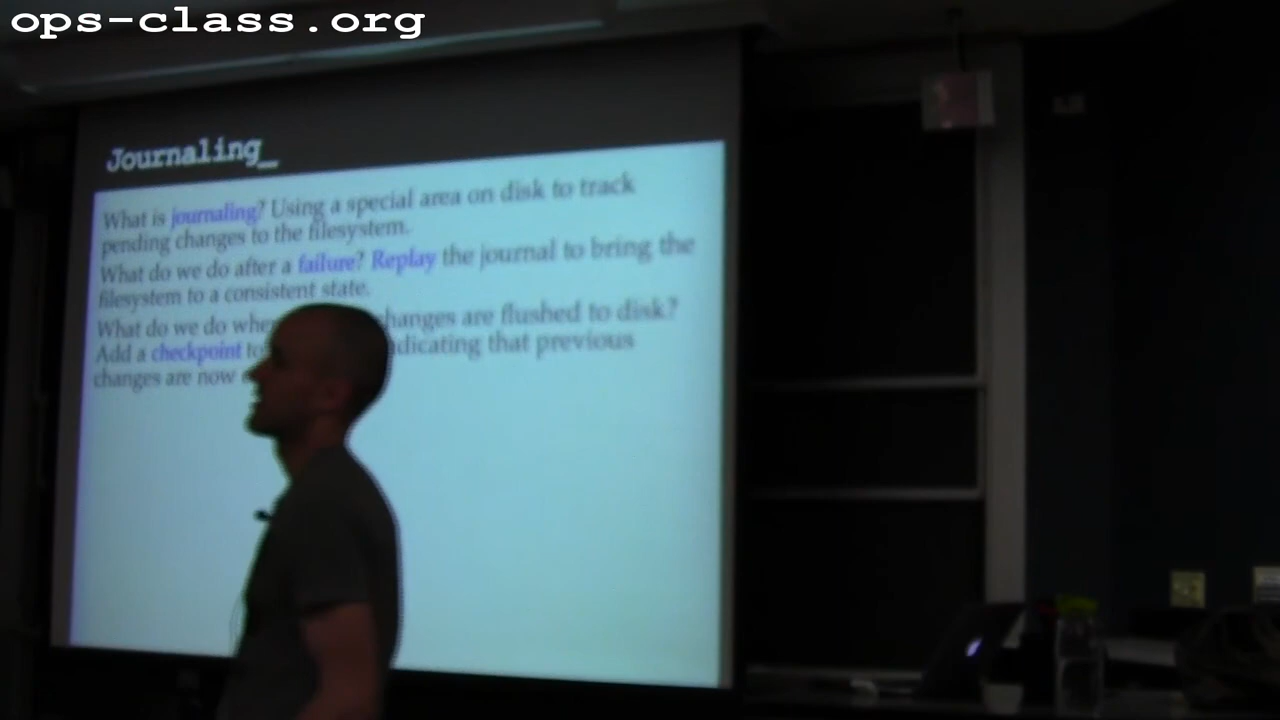 ops-class.org
Journaling_
What is journaling? Using a special area on disk to track
pending changes to the filesystem.
What do we do after a failure? Replay the journal to bring the
filesystem to a consistent state.
What do we do changes are flushed to disk?
Add a checkpoint that previous
changes are now